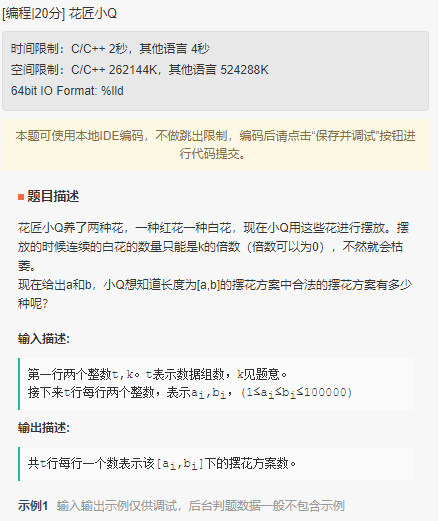 [编程|20分] 花匠小Q
时间限制：C/C++ 2秒，其他语言 4秒
空间限制：C/C++ 262144K，其他语言 524288K
64bit IO Format: %lld
本题可使用本地IDE编码，不做跳出限制，编码后请点击“保存并调试”按钮进
行代码提交。
题目描述
花匠小Q养了两种花，一种红花一种白花，现在小Q用这些花进行摆放。摆
放的时候连续的白花的数量只能是k的倍数（倍数可以为0），不然就会枯
萎。
现在给出a和b，小Q想知道长度为[a,b]的摆花方案中合法的摆花方案有多少
种呢？
输入描述:
第一行两个整数t,k。t表示数据组数，k见题意。
接下来t行每行两个整数，表示ai,bi，(1≤ai≤bi≤100000)
输出描述:
共t行每行一个数表示该[ai,bi]下的摆花方案数。
示例1 输入输出示例仅供调试，后台判题数据一般不包含示例